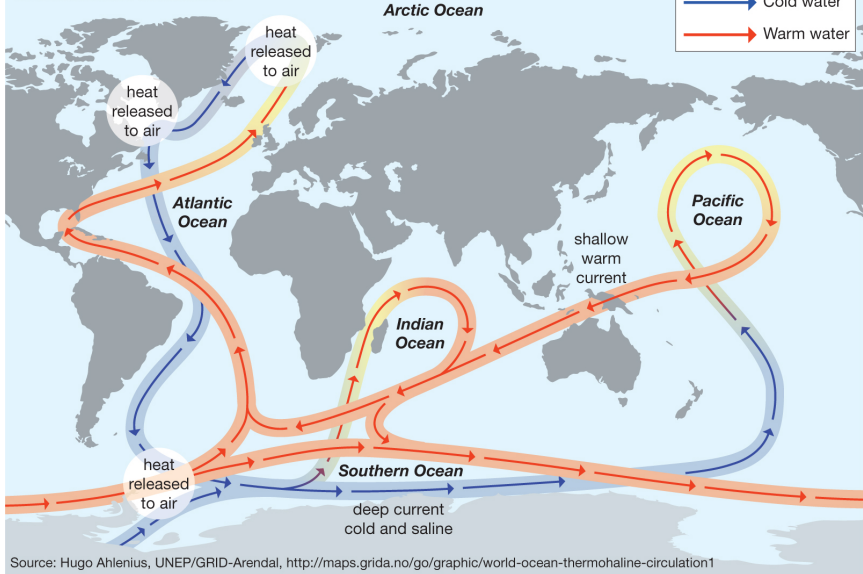 Arctic Ocean
Cold water
Warm water
heat
released
to air
heat
released
to air
Atlantic
Ocean
Pacific
Ocean
shallow
warm
current
Indian
Ocean
heat
released
to air
Southern Ocean
deep current
cold and saline
Source: Hugo Ahlenius, UNEP/GRID-Arendal, http://maps.grida.no/go/graphic/world-ocean-thermohaline-circulation1